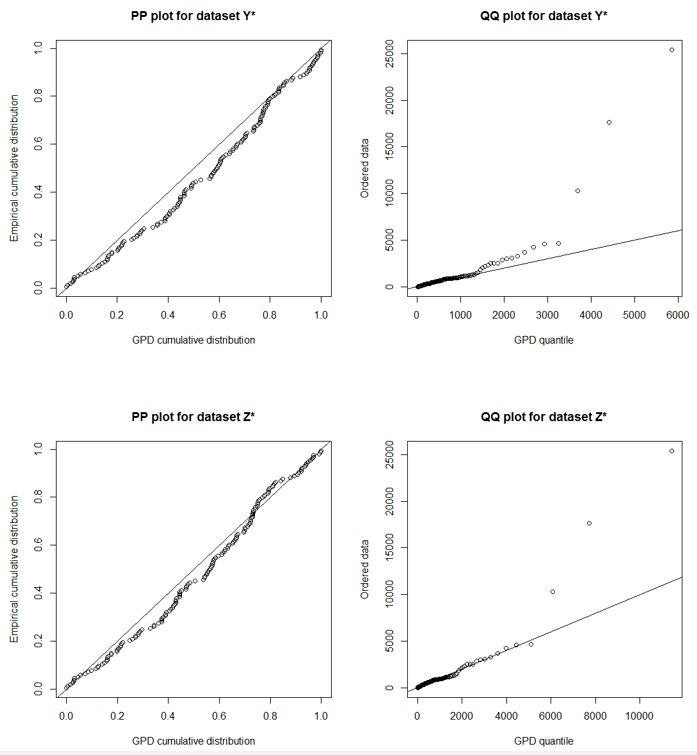 PP plot for dataset Y*
Empirical cumulative distribution
0.0 0.2 0.4 0.6 0.8 1.0
0.0 0.2 0.4 0.6 0.8 1.0
GPD cumulative distribution
QQ plot for dataset Y*
Ordered data
0 5000 10000 15000 20000 25000
0 1000 2000 3000 4000 5000 6000
GPD quantile
PP plot for dataset Z*
Empirical cumulative distribution
0.0 0.2 0.4 0.6 0.8 1.0
0.0 0.2 0.4 0.6 0.8 1.0
GPD cumulative distribution
QQ plot for dataset Z*
Ordered data
0 5000 10000 15000 20000 25000
0 2000 4000 6000 8000 10000
GPD quantile